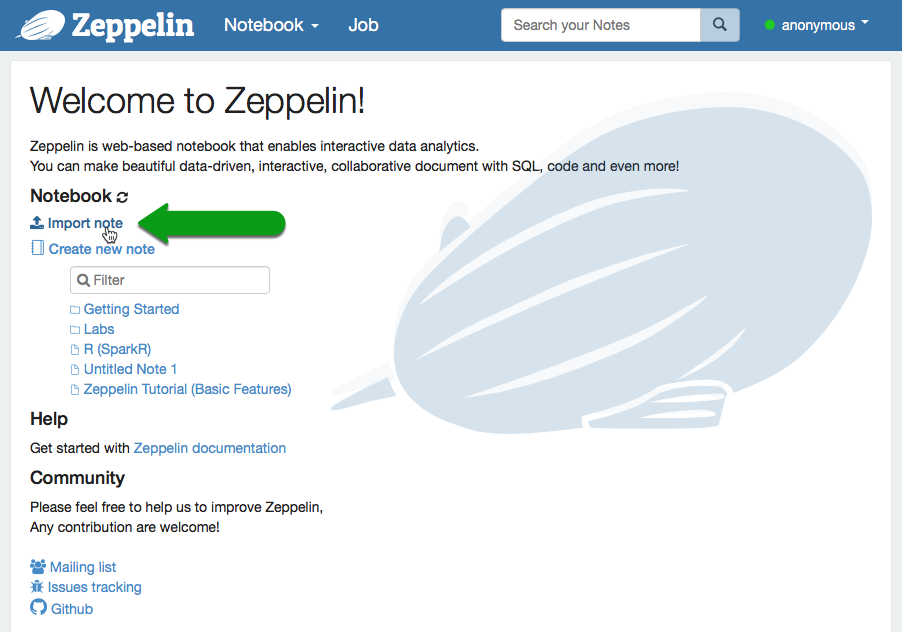 Zeppelin Notebook Job Search your Notes anonymous
Welcome to Zeppelin!
Zeppelin is web-based notebook that enables interactive data analytics.
You can make beautiful data-driven, interactive, collaborative document with SQL, code and even more!
Notebook
Import note
Create new note
Filter
Getting Started
Labs
R (SparkR)
Untitled Note 1
Zeppelin Tutorial (Basic Features)
Help
Get started with Zeppelin documentation
Community
Please feel free to help us to improve Zeppelin,
Any contribution are welcome!
Mailing list
Issues tracking
Github